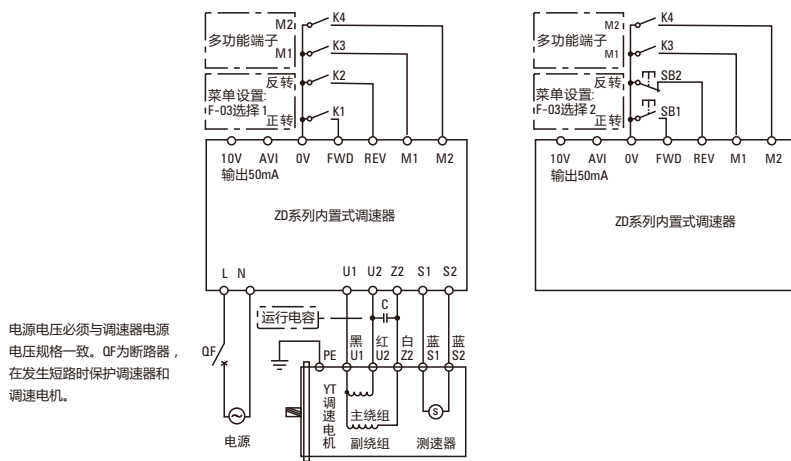 M2 K4
多功能端子
M1 K3
反转 K2
菜单设置:
F-03选择1
正转 K1
10V AVI 0V FWD REV M1 M2
输出50mA
ZD系列内置式调速器
L N U1 U2 Z2 S1 S2
C
运行电容
电源电压必须与调速器电源
电压规格一致。QF为断路器，
在发生短路时保护调速器和
调速电机。
QF
电源
PE
黑 红 白 蓝 蓝
U1 U2 Z2 S1 S2
YT调速电机
主绕组
副绕组
S
测速器
M2 K4
多功能端子
M1 K3
反转 SB2
菜单设置:
F-03选择2
正转 SB1
10V AVI 0V FWD REV M1 M2
输出50mA
ZD系列内置式调速器